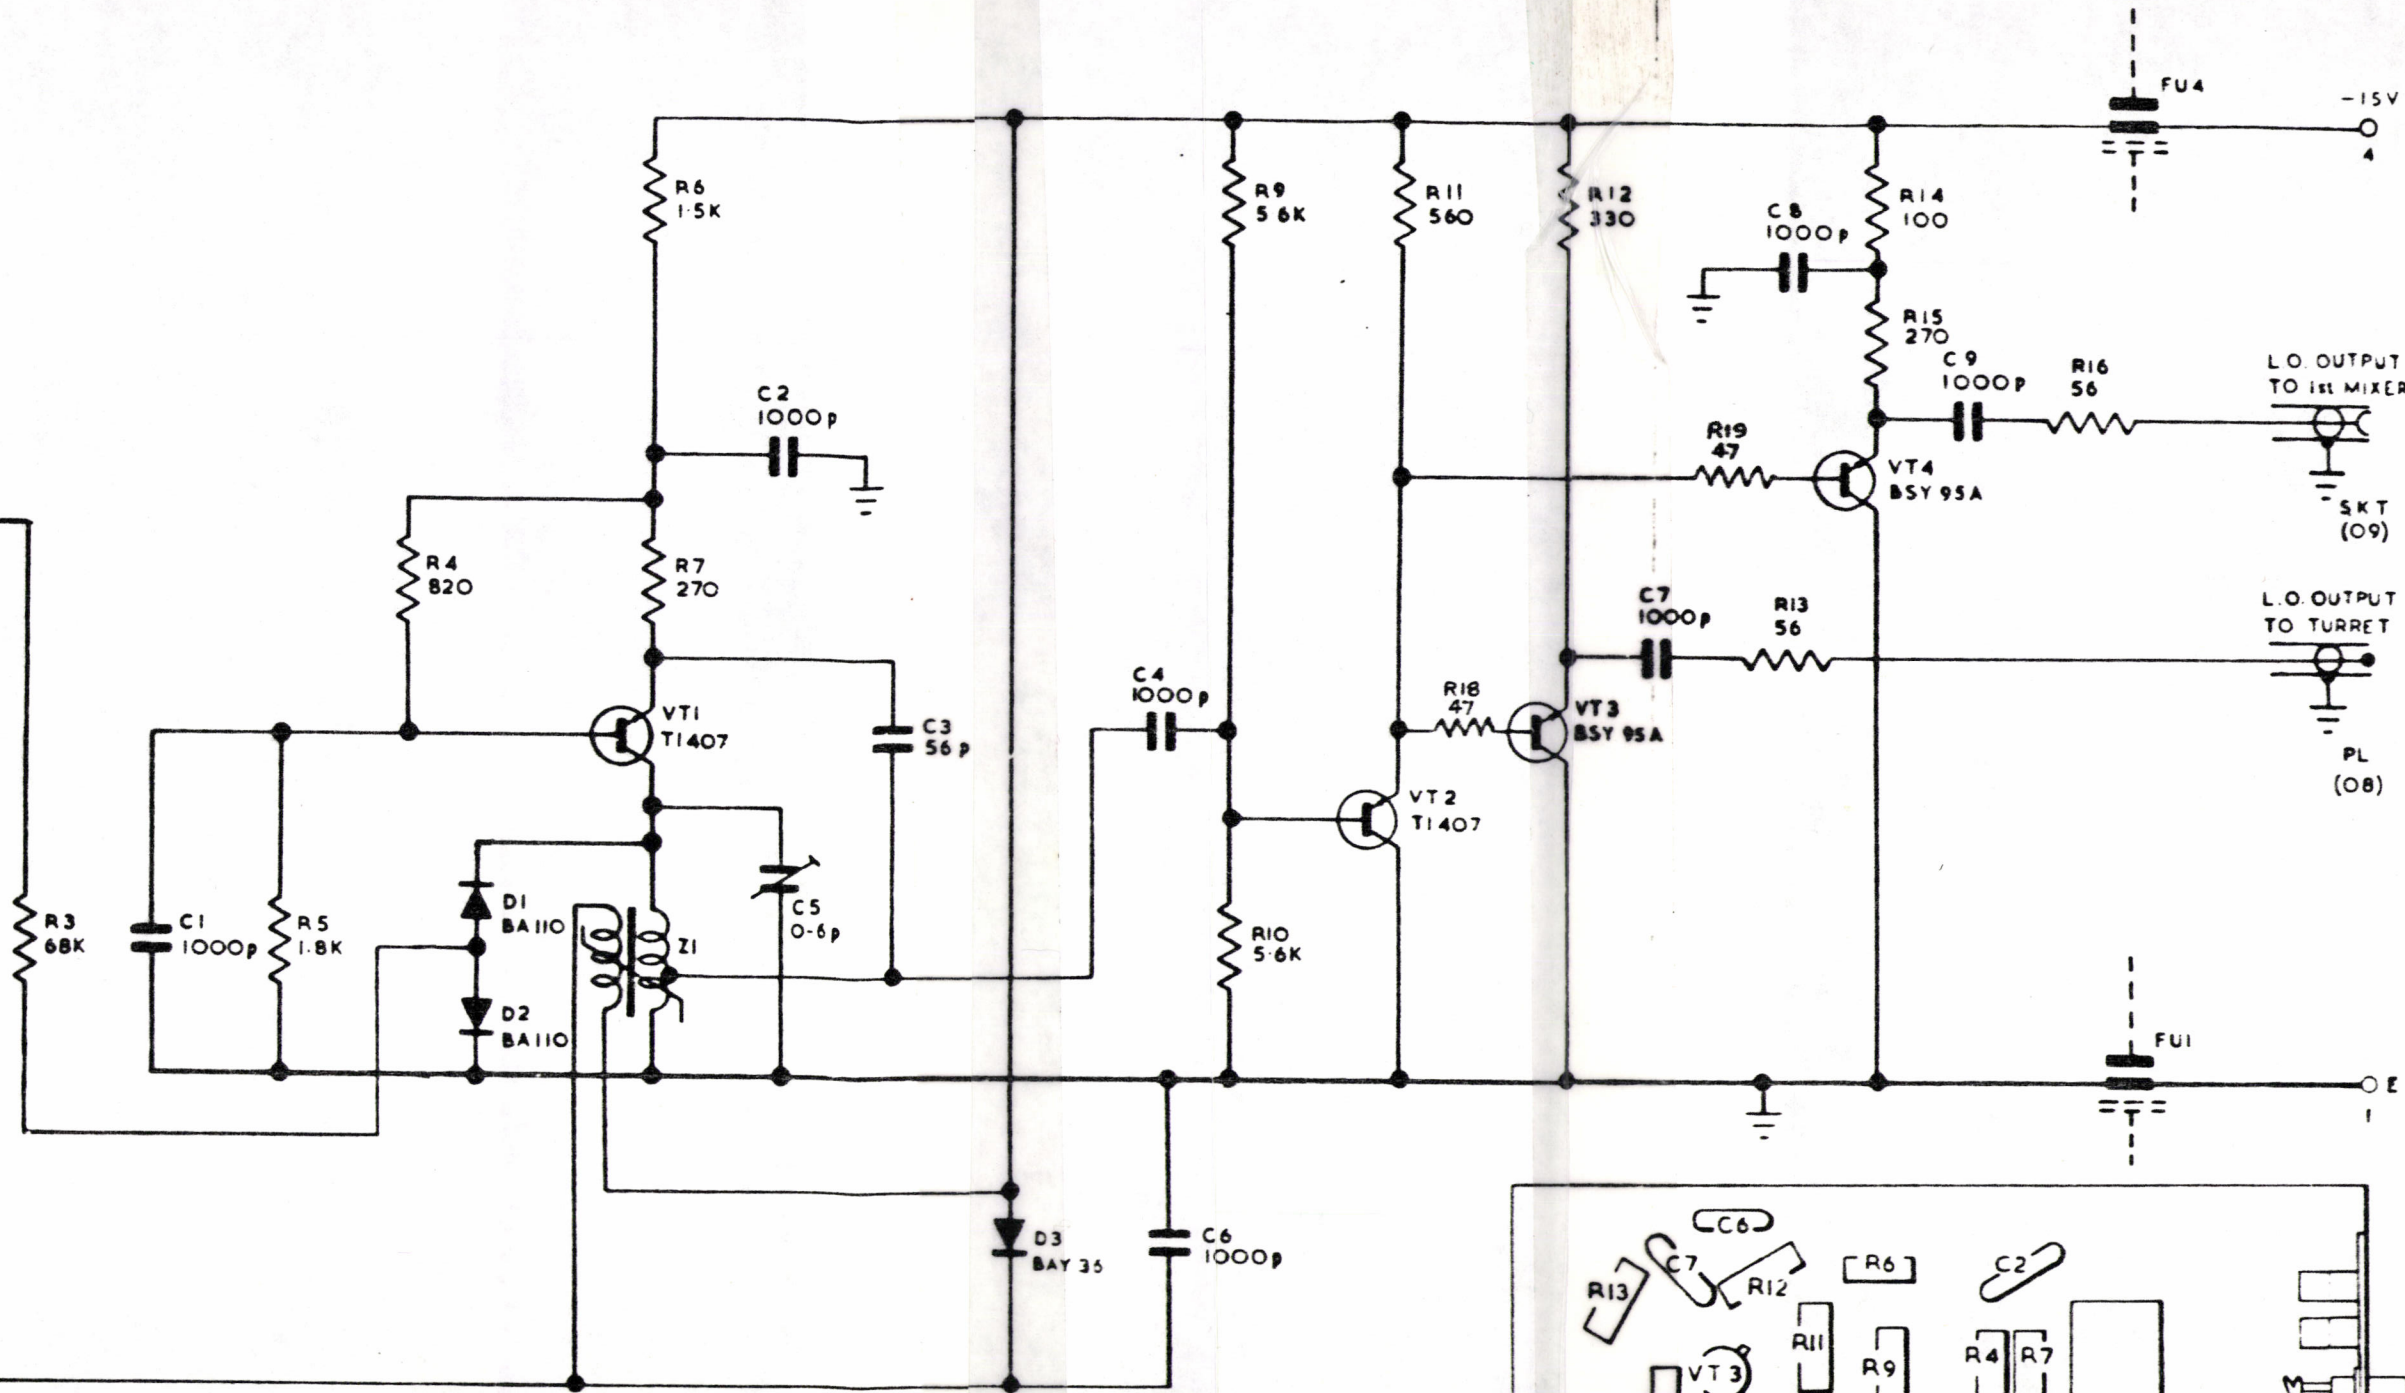 FU4
-15V
4
R6
1·5K
R9
5 6K
R11
560
R12
330
C8
1000p
R14
100
R15
270
C9
1000p
R16
56
L.O. OUTPUT
TO 1st MIXER
C2
1000p
R19
47
VT4
BSY 95A
SKT
(09)
R4
820
R7
270
C7
1000p
R13
56
L.O. OUTPUT
TO TURRET
C4
1000p
R18
47
VT1
T1407
C3
56p
VT3
BSY 95A
PL
(08)
VT2
T1407
R3
68K
C1
1000p
R5
1.8K
D1
BA110
Z1
C5
0-6p
R10
5·6K
D2
BA110
FU1
E
1
D3
BAY 36
C6
1000p
C6
C7
R13
R12
R6
C2
R11
VT3
R9
R4
R7
M